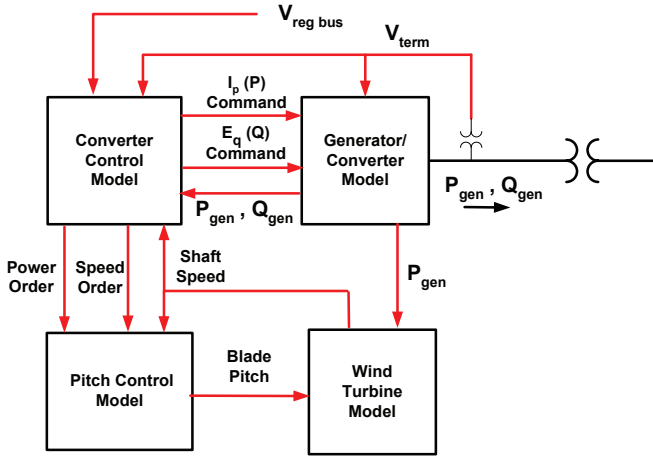 V reg bus
V term
I p (P)
Command
E q (Q)
Command
Converter
Control
Model
Generator/
Converter
Model
P gen , Q gen
P gen , Q gen
Power
Order
Speed
Order
Shaft
Speed
P gen
Pitch Control
Model
Blade
Pitch
Wind
Turbine
Model